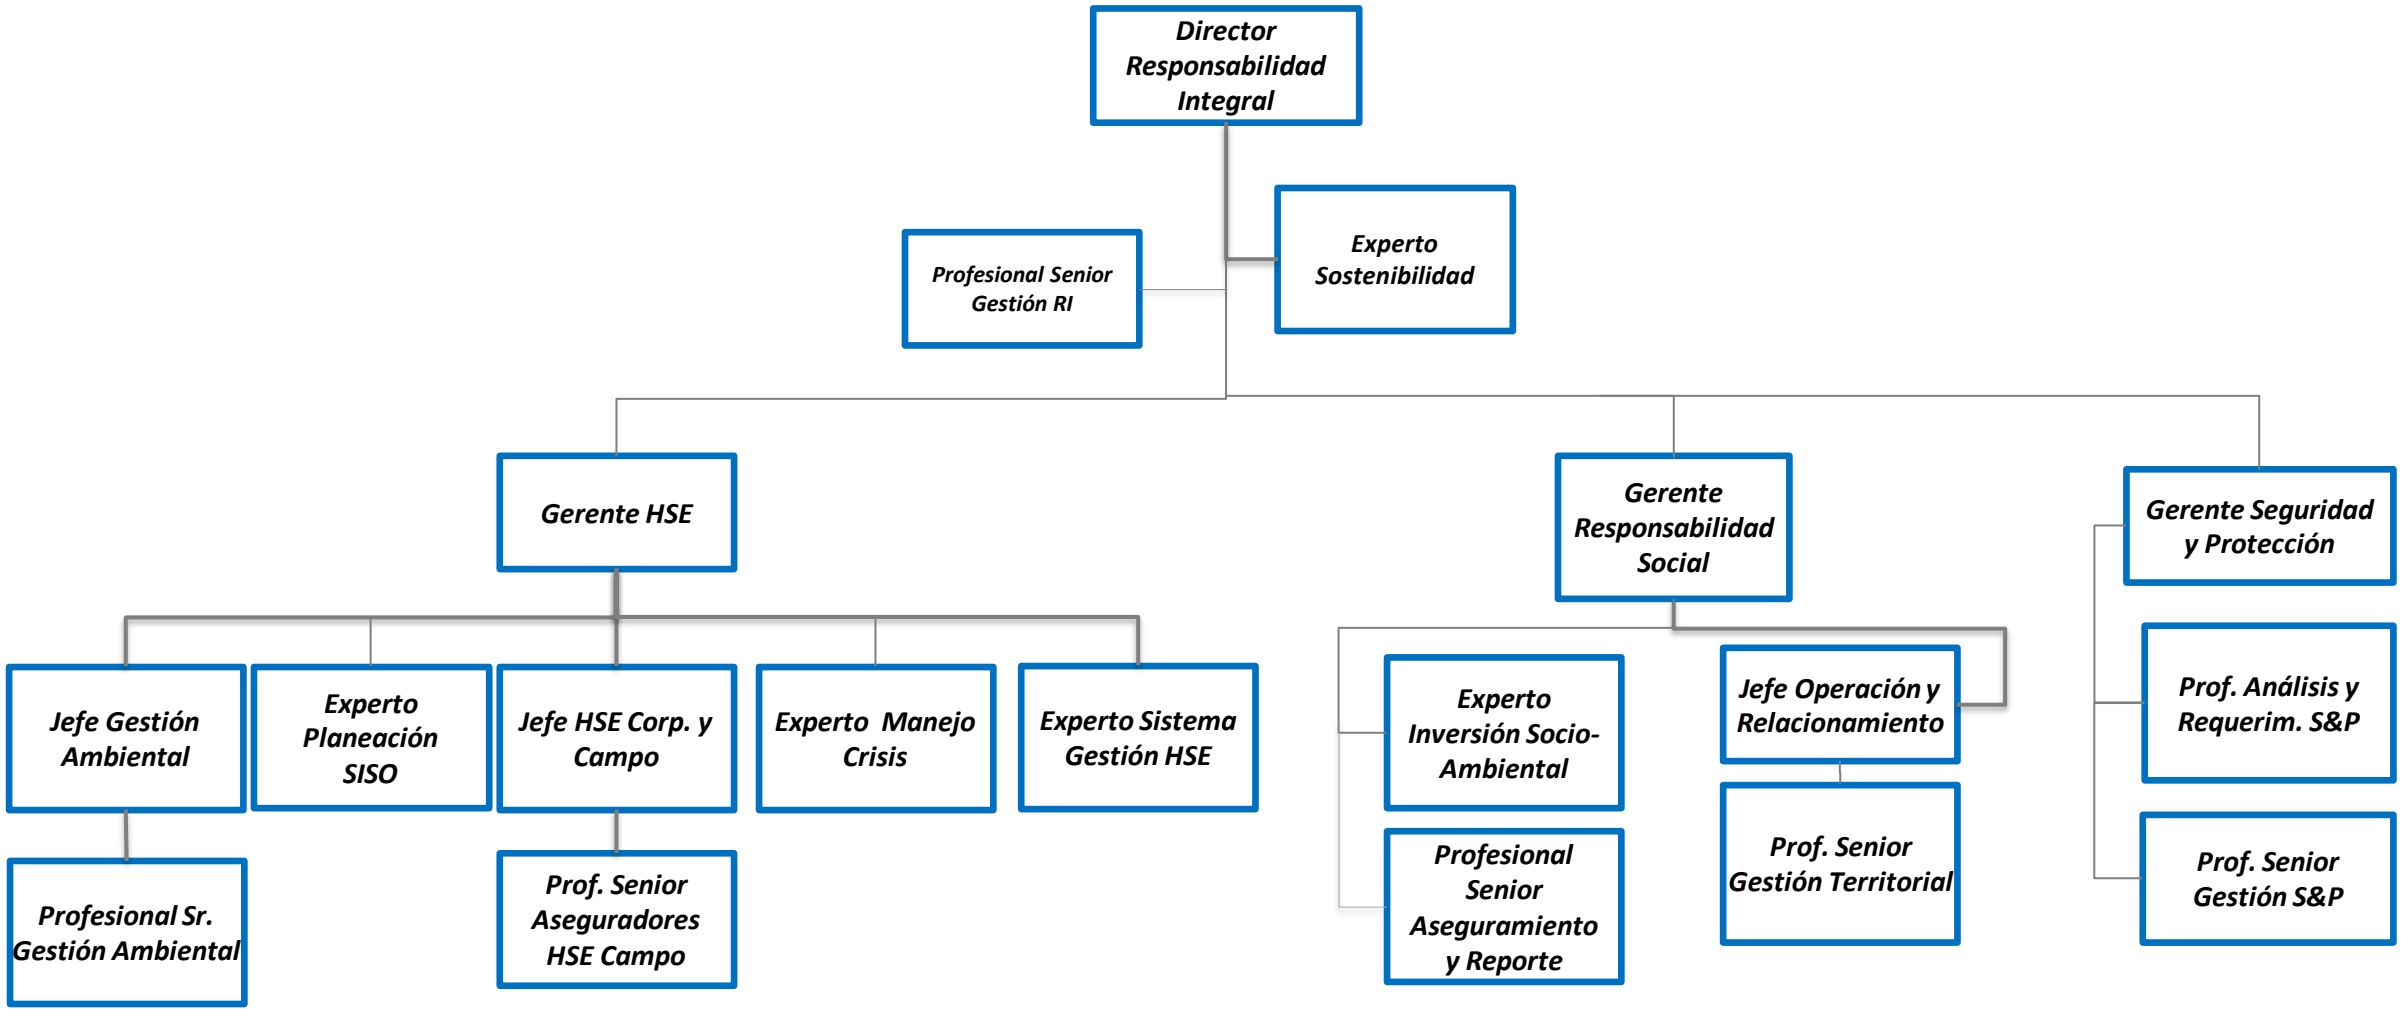 Director
Responsabilidad
Integral
Experto
Sostenibilidad
Profesional Senior
Gestión RI
Gerente HSE
Gerente
Responsabilidad
Social
Gerente Seguridad
y Protección
Jefe Gestión
Ambiental
Experto
Planeación
SISO
Jefe HSE Corp. y
Campo
Experto  Manejo
Crisis
Experto Sistema
Gestión HSE
Experto
Inversión Socio-
Ambiental
Jefe Operación y
Relacionamiento
Prof. Análisis y
Requerim. S&P
Profesional Sr.
Gestión Ambiental
Prof. Senior
Aseguradores
HSE Campo
Profesional
Senior
Aseguramiento
y Reporte
Prof. Senior
Gestión Territorial
Prof. Senior
Gestión S&P